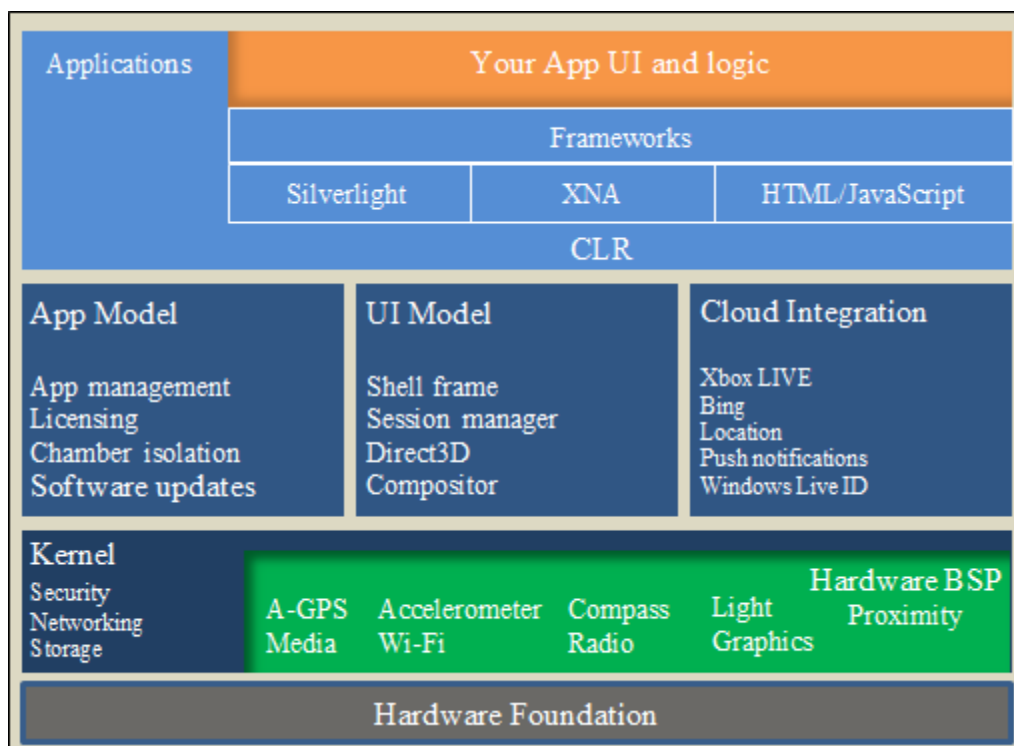 Applications
Your App UI and logic
Frameworks
Silverlight
XNA
HTML/JavaScript
CLR
App Model
App management
Licensing
Chamber isolation
Software updates
UI Model
Shell frame
Session manager
Direct3D
Compositor
Cloud Integration
Xbox LIVE
Bing
Location
Push notifications
Windows Live ID
Kernel
Security
Networking
Storage
Hardware BSP
A-GPS Accelerometer Compass Light Proximity
Media Wi-Fi Radio Graphics
Hardware Foundation